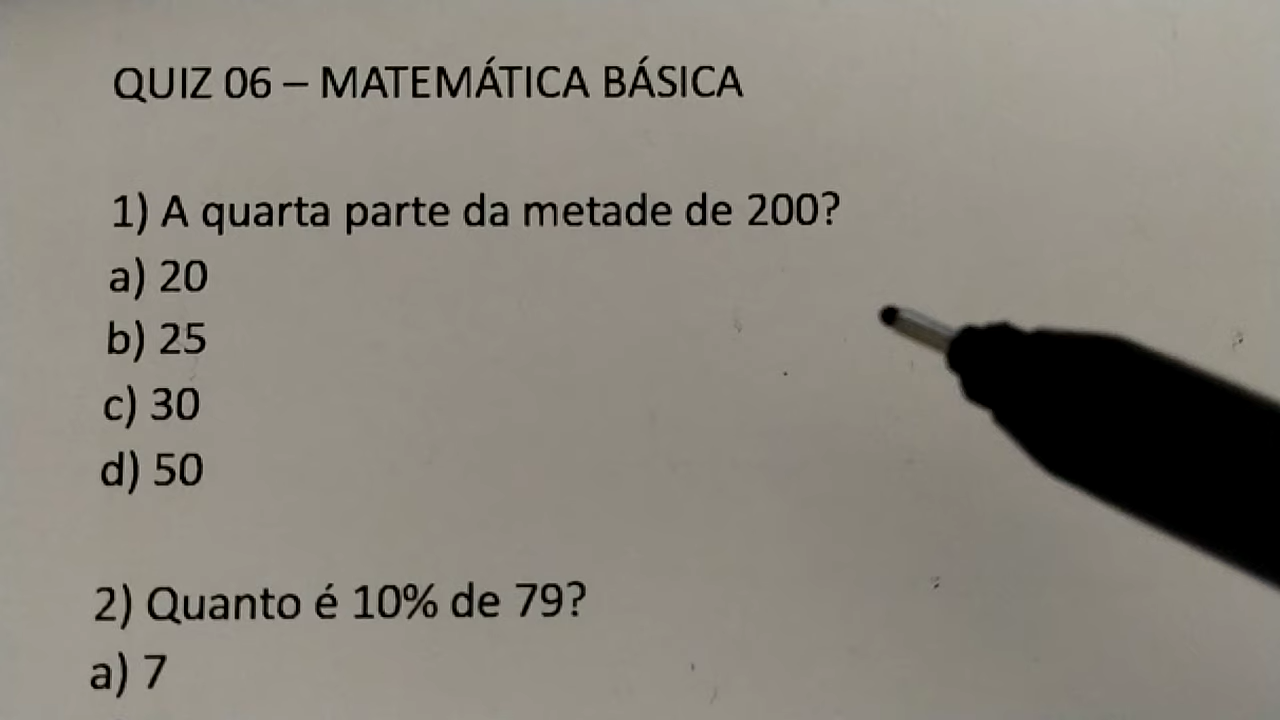 QUIZ 06 – MATEMÁTICA BÁSICA
1) A quarta parte da metade de 200?
a) 20
b) 25
c) 30
d) 50
2) Quanto é 10% de 79?
a) 7